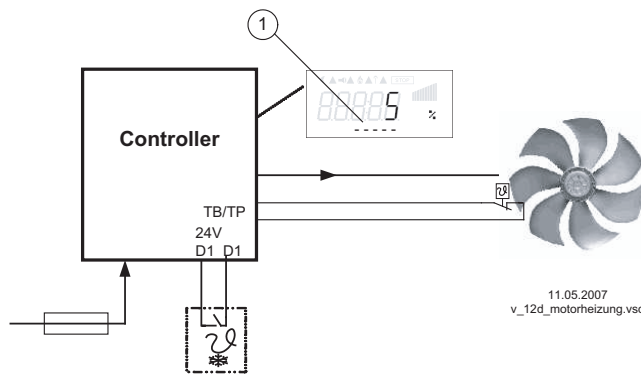 1
5
%
-----
Controller
TB/TP
24V
D1 D1
11.05.2007
v_12d_motorheizung.vsd